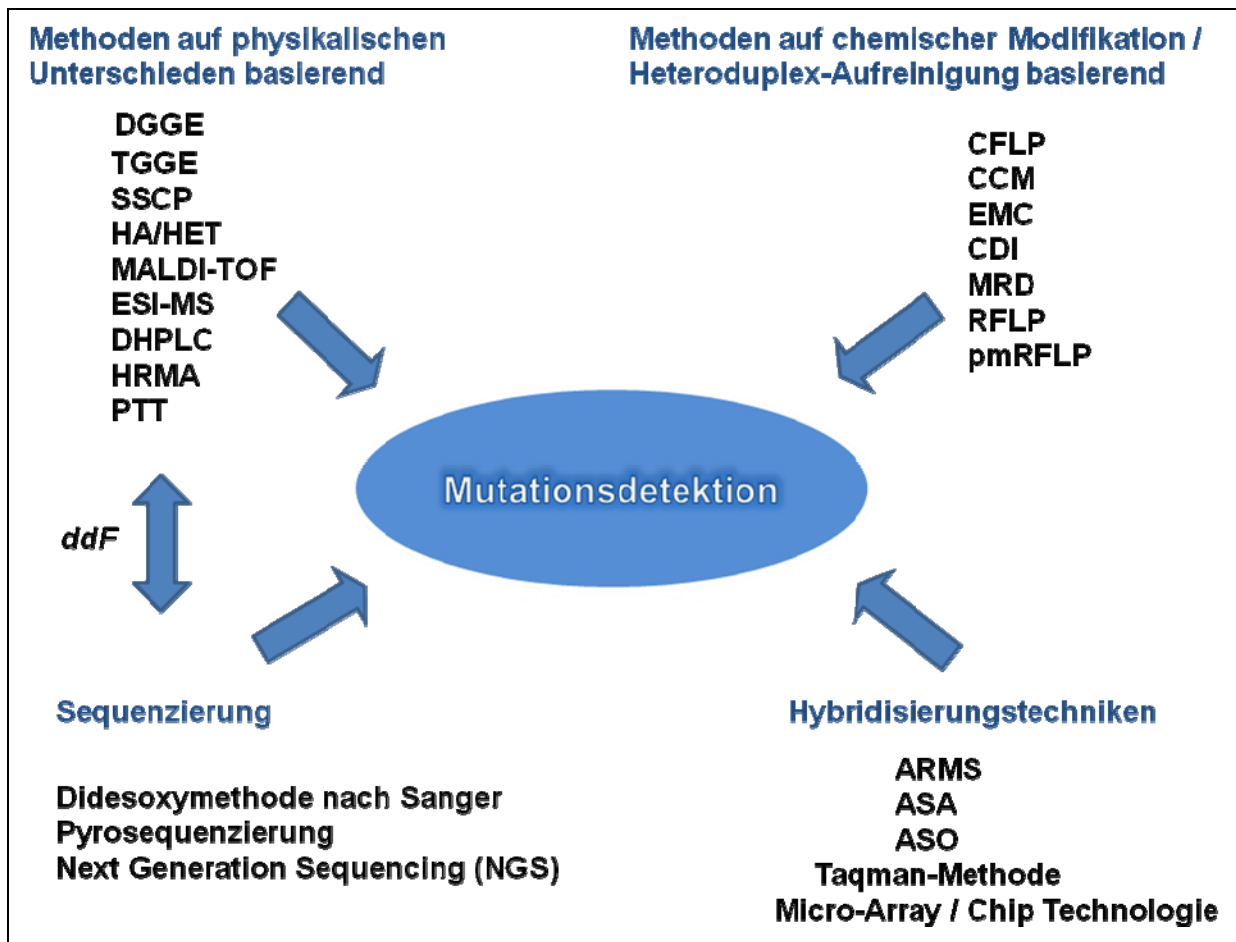 Methoden auf physikalischen
Unterschieden basierend
DGGE
TGGE
SSCP
HA/HET
MALDI-TOF
ESI-MS
DHPLC
HRMA
PTT
Methoden auf chemischer Modifikation /
Heteroduplex-Aufreinigung basierend
CFLP
CCM
EMC
CDI
MRD
RFLP
pmRFLP
Mutationsdetektion
ddF
Sequenzierung
Didesoxymethode nach Sanger
Pyrosequenzierung
Next Generation Sequencing (NGS)
Hybridisierungstechniken
ARMS
ASA
ASO
Taqman-Methode
Micro-Array / Chip Technologie